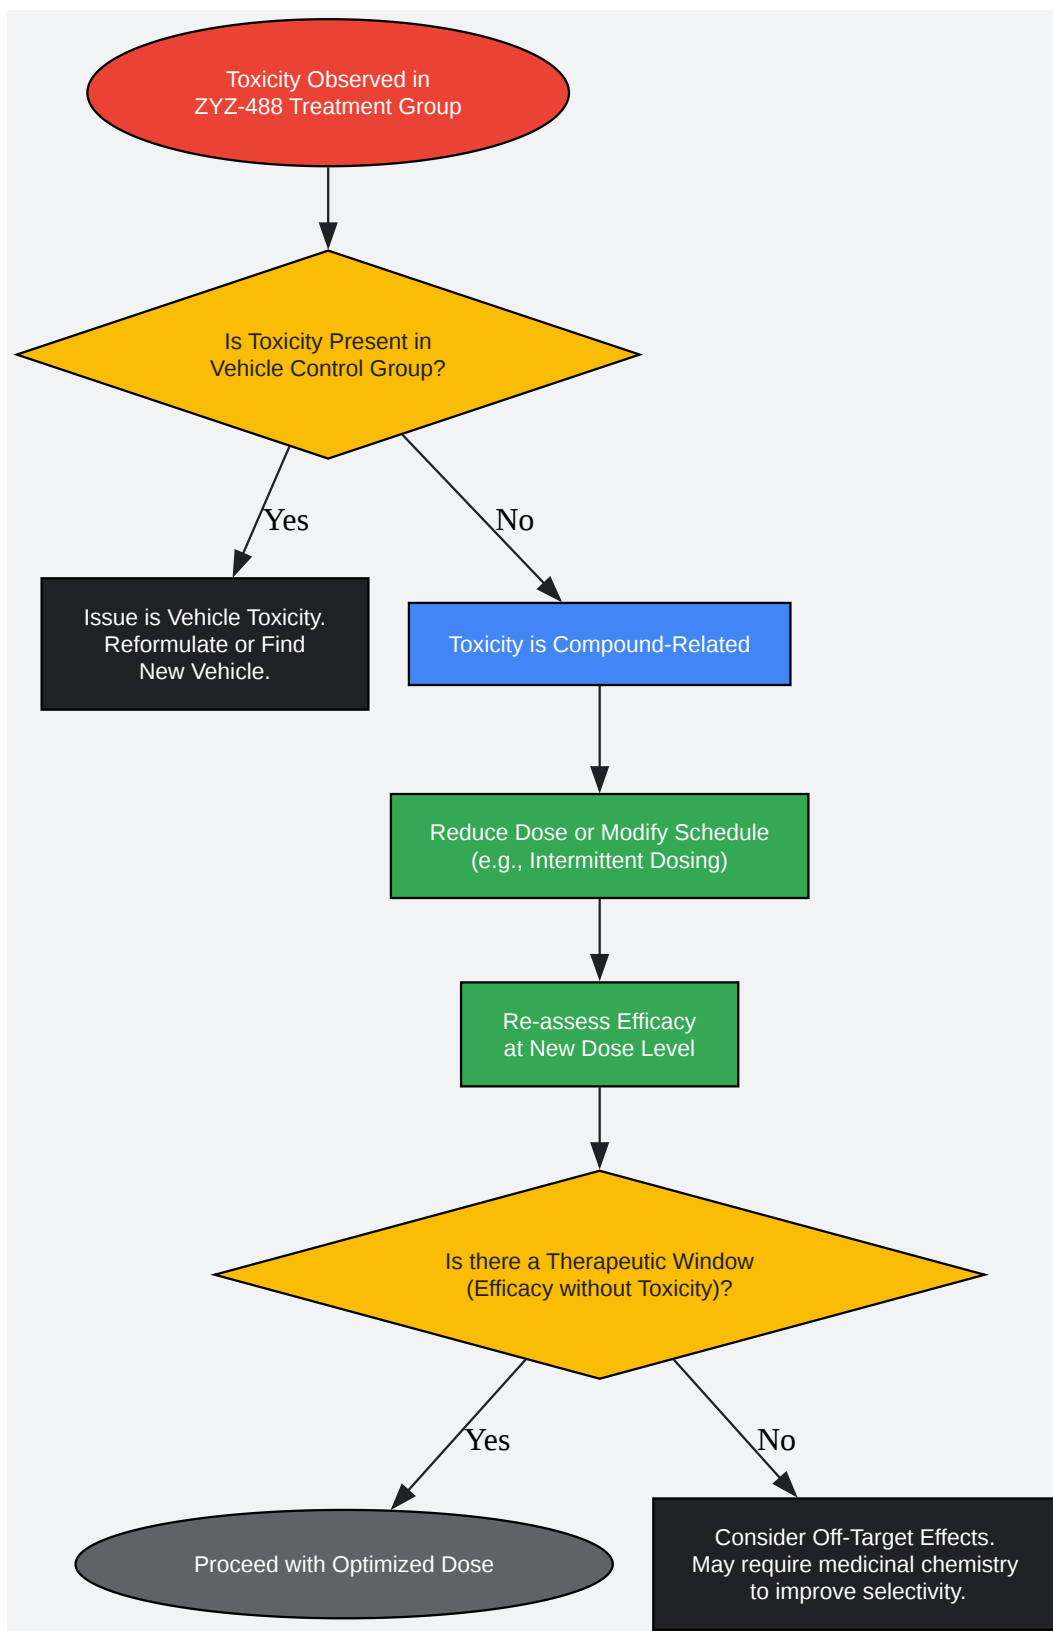 Toxicity Observed in
ZYZ-488 Treatment Group
Is Toxicity Present in
Vehicle Control Group?
Yes
No
Issue is Vehicle Toxicity.
Reformulate or Find
New Vehicle.
Toxicity is Compound-Related
Reduce Dose or Modify Schedule
(e.g., Intermittent Dosing)
Re-assess Efficacy
at New Dose Level
Is there a Therapeutic Window
(Efficacy without Toxicity)?
Yes
No
Proceed with Optimized Dose
Consider Off-Target Effects.
May require medicinal chemistry
to improve selectivity.